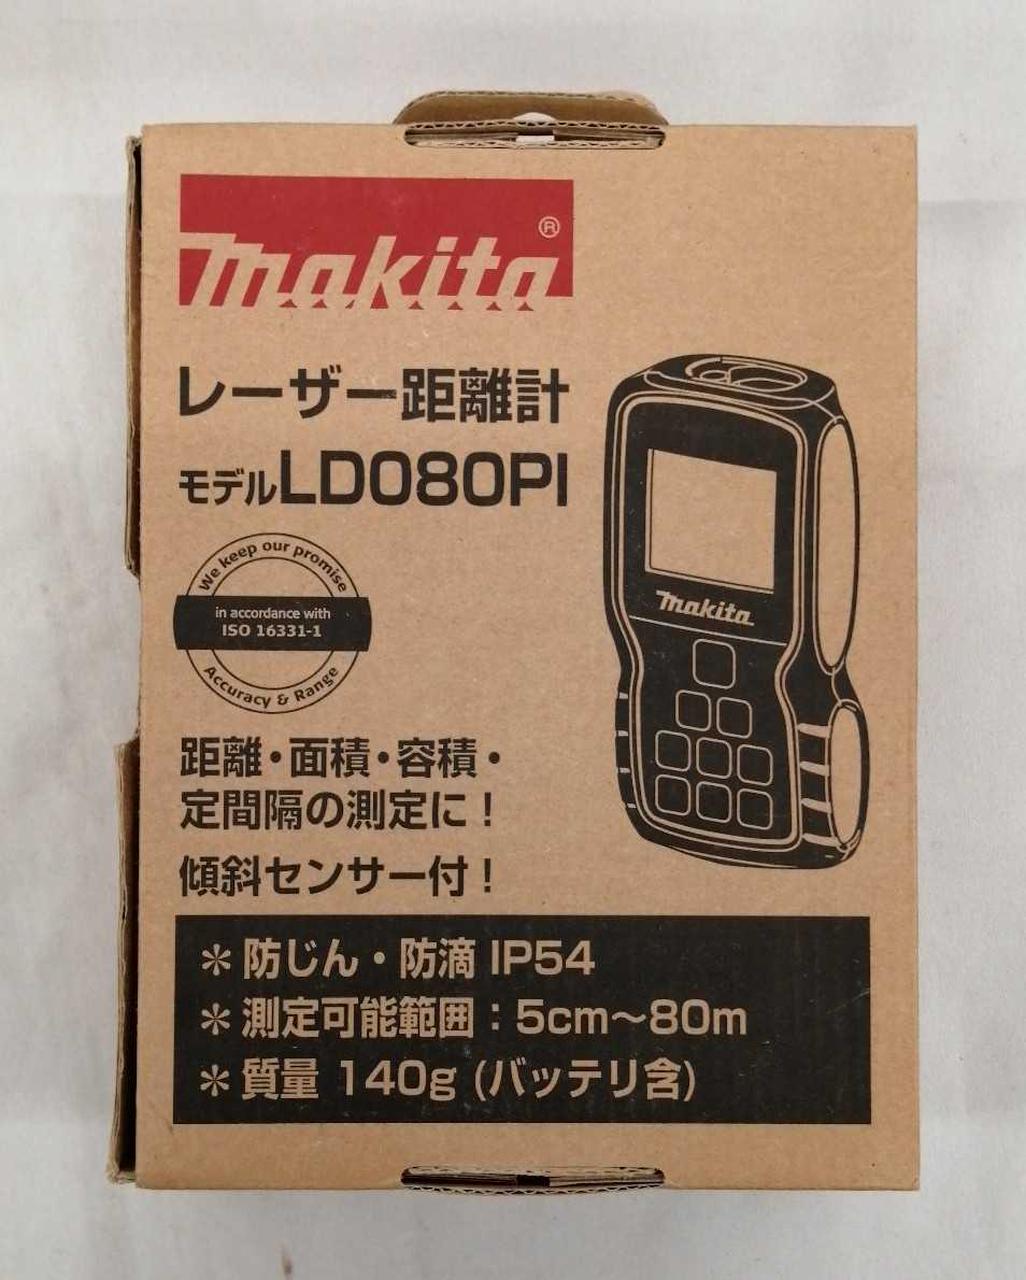 makita®
レーザー距離計
モデルLD080PI
We keep our promise
in accordance with
ISO 16331-1
Accuracy & Range
makita
距離・面積・容積・
定間隔の測定に！
傾斜センサー付！
＊防じん・防滴 IP54
＊測定可能範囲：5cm～80m
＊質量 140g (バッテリ含)